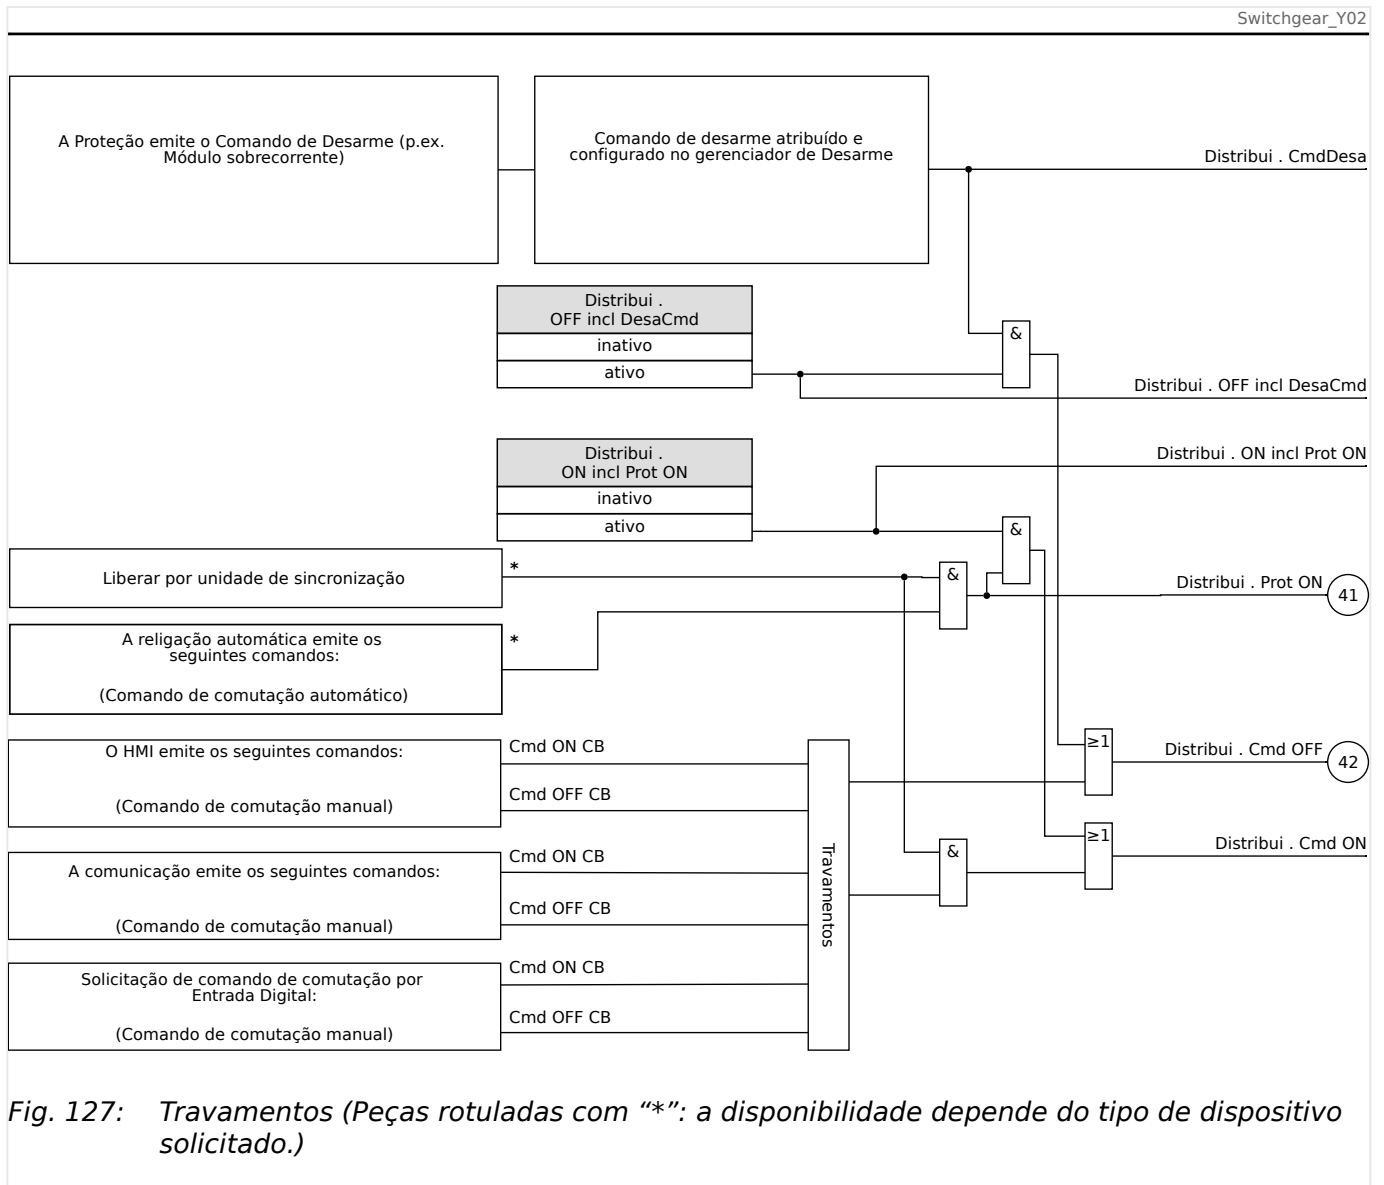 Switchgear_Y02
A Proteção emite o Comando de Desarme (p.ex.
Módulo sobrecorrente)
Comando de desarme atribuído e
configurado no gerenciador de Desarme
Distribui . CmdDesa
Distribui .
OFF incl DesaCmd
inativo
ativo
&
Distribui . OFF incl DesaCmd
Distribui .
ON incl Prot ON
inativo
ativo
Distribui . ON incl Prot ON
&
Liberar por unidade de sincronização
*
&
Distribui . Prot ON
41
A religação automática emite os
seguintes comandos:
(Comando de comutação automático)
*
O HMI emite os seguintes comandos:
(Comando de comutação manual)
Cmd ON CB
Cmd OFF CB
≥1
Distribui . Cmd OFF
42
A comunicação emite os seguintes comandos:
(Comando de comutação manual)
Cmd ON CB
Cmd OFF CB
Travamentos
&
≥1
Distribui . Cmd ON
Solicitação de comando de comutação por
Entrada Digital:
(Comando de comutação manual)
Cmd ON CB
Cmd OFF CB
Fig. 127: Travamentos (Peças rotuladas com “*”: a disponibilidade depende do tipo de dispositivo
solicitado.)